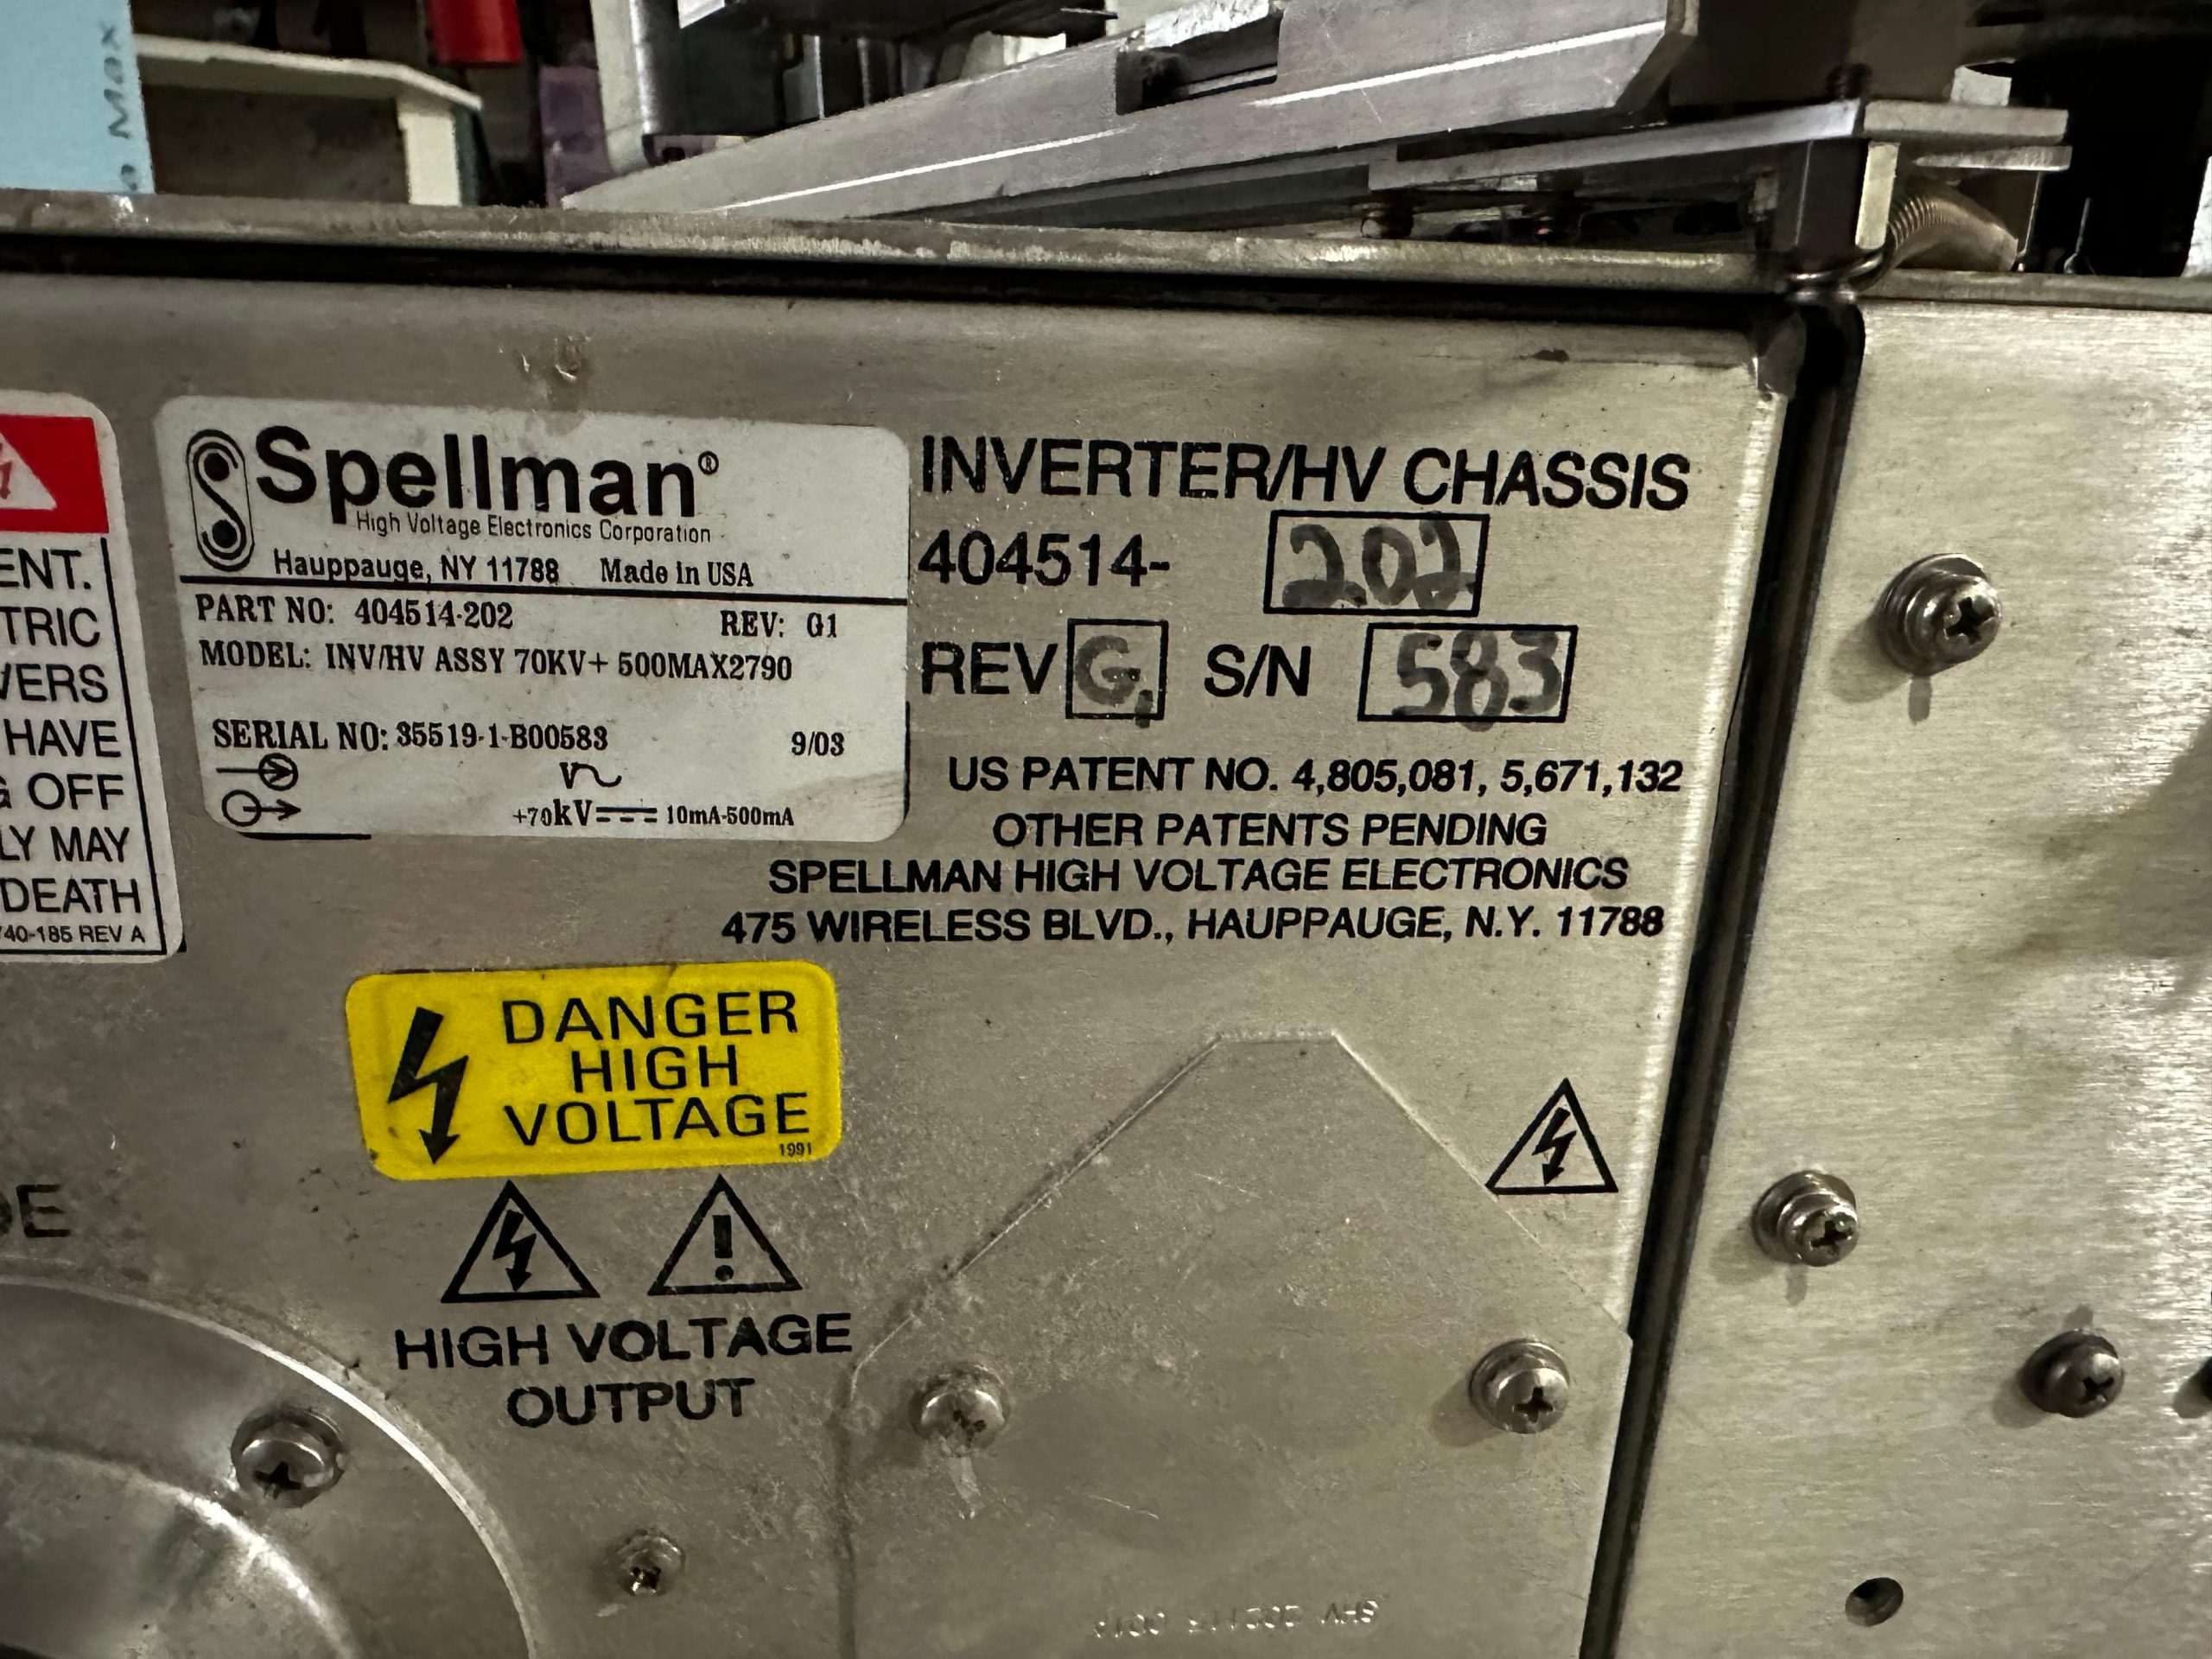 Max
ENT.
TRIC
VERS
HAVE
G OFF
LY MAY
DEATH
740-185 REV A
Spellman®
High Voltage Electronics Corporation
Hauppauge, NY 11788 Made in USA
PART NO: 404514-202 REV: G1
MODEL: INV/HV ASSY 70KV+ 500MAX2790
SERIAL NO: 35519-1-B00583 9/03
V~
+70kV 10mA-500mA
INVERTER/HV CHASSIS
404514- 202
REV G1 S/N 583
US PATENT NO. 4,805,081, 5,671,132
OTHER PATENTS PENDING
SPELLMAN HIGH VOLTAGE ELECTRONICS
475 WIRELESS BLVD., HAUPPAUGE, N.Y. 11788
DANGER
HIGH
VOLTAGE
1991
DE
HIGH VOLTAGE
OUTPUT